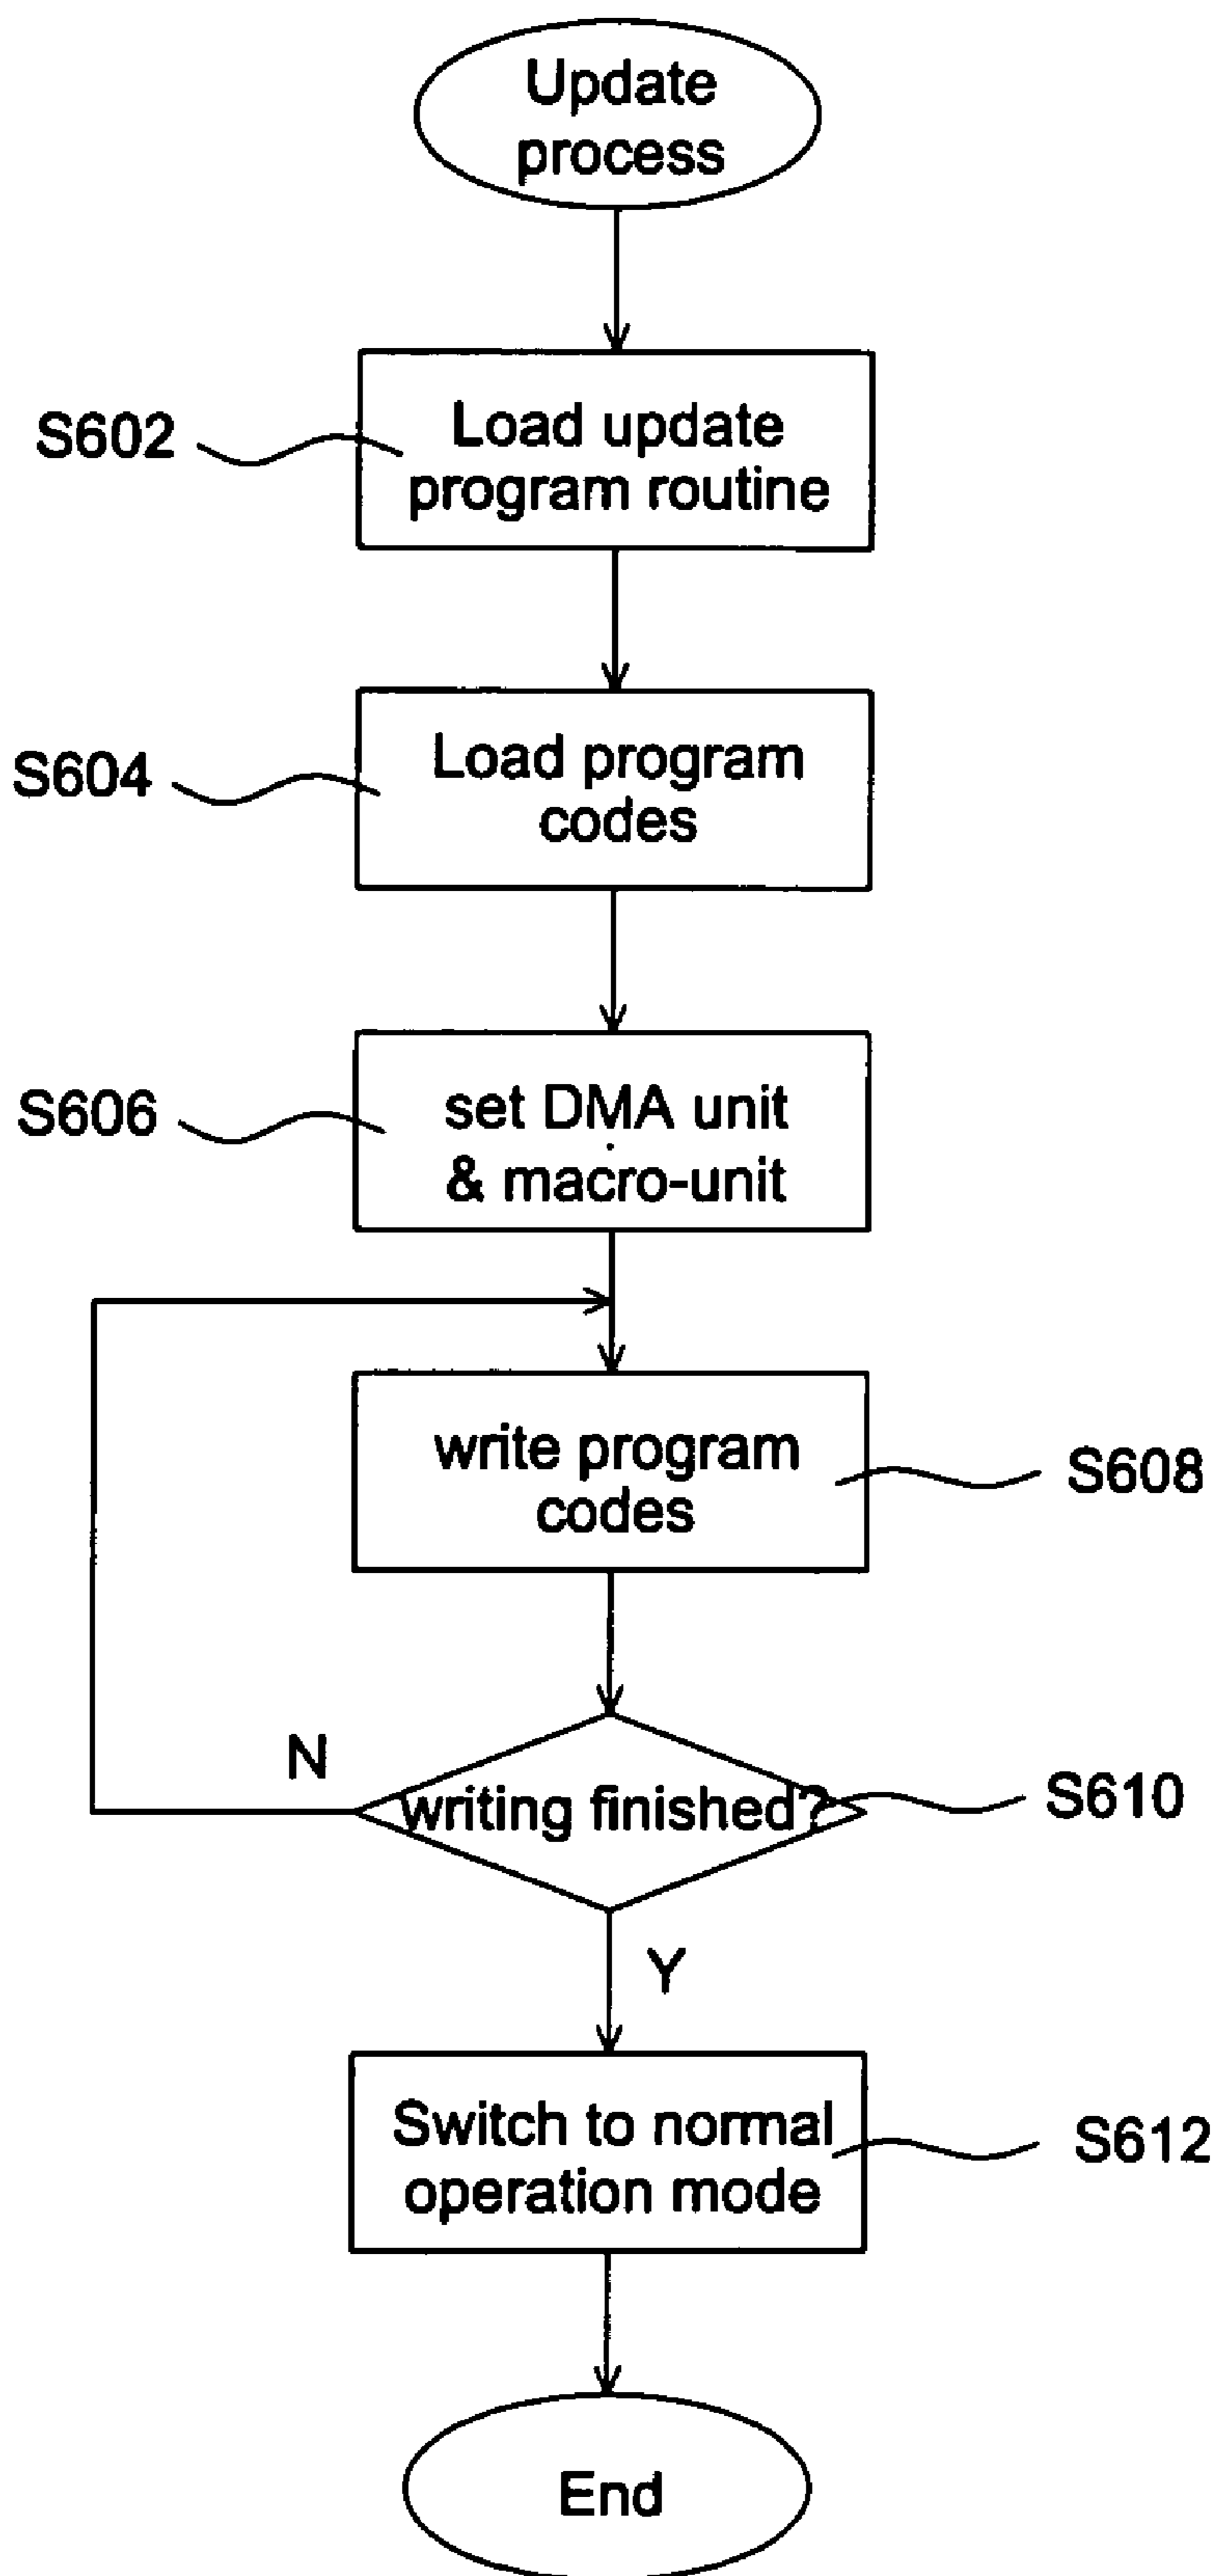 Update
process
S602
Load update
program routine
S604
Load program
codes
S606
set DMA unit
& macro-unit
write program
codes
S608
N
writing finished?
S610
Y
Switch to normal
operation mode
S612
End